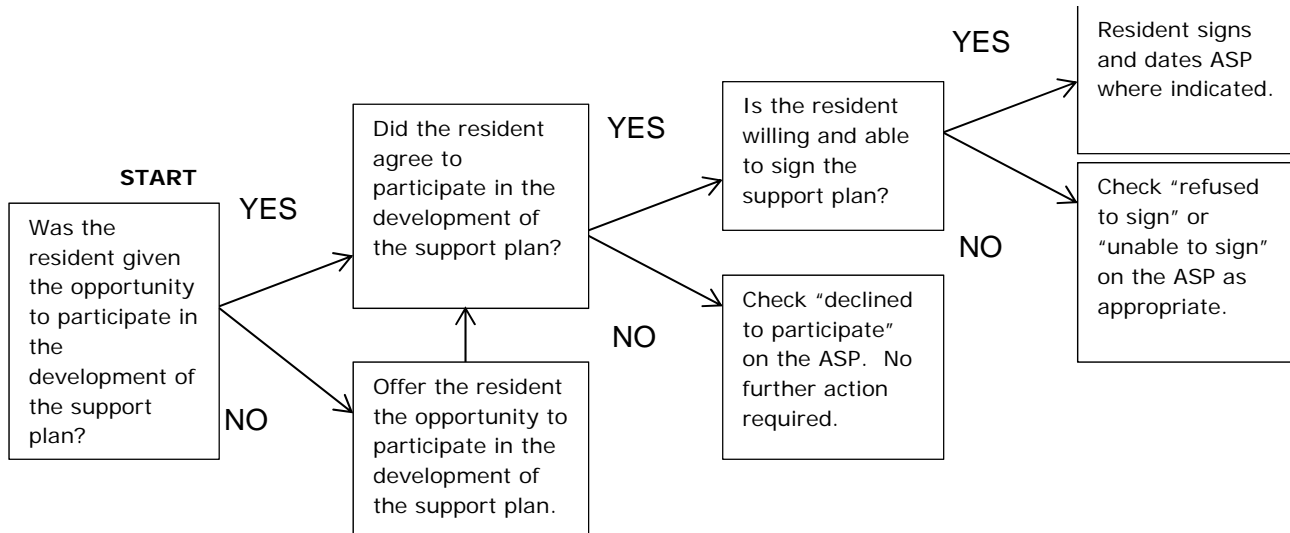 START
Was the
resident given
the opportunity
to participate in
the
development of
the support
plan?
YES
NO
Did the resident
agree to
participate in the
development of
the support plan?
Offer the resident
the opportunity to
participate in the
development of
the support plan.
YES
NO
Is the resident
willing and able
to sign the
support plan?
Check “declined
to participate” on
on the ASP.  No
further action
required.
YES
NO
Resident signs
and dates ASP
where indicated.
Check “refused
to sign” or
“unable to sign”
on the ASP as
appropriate.